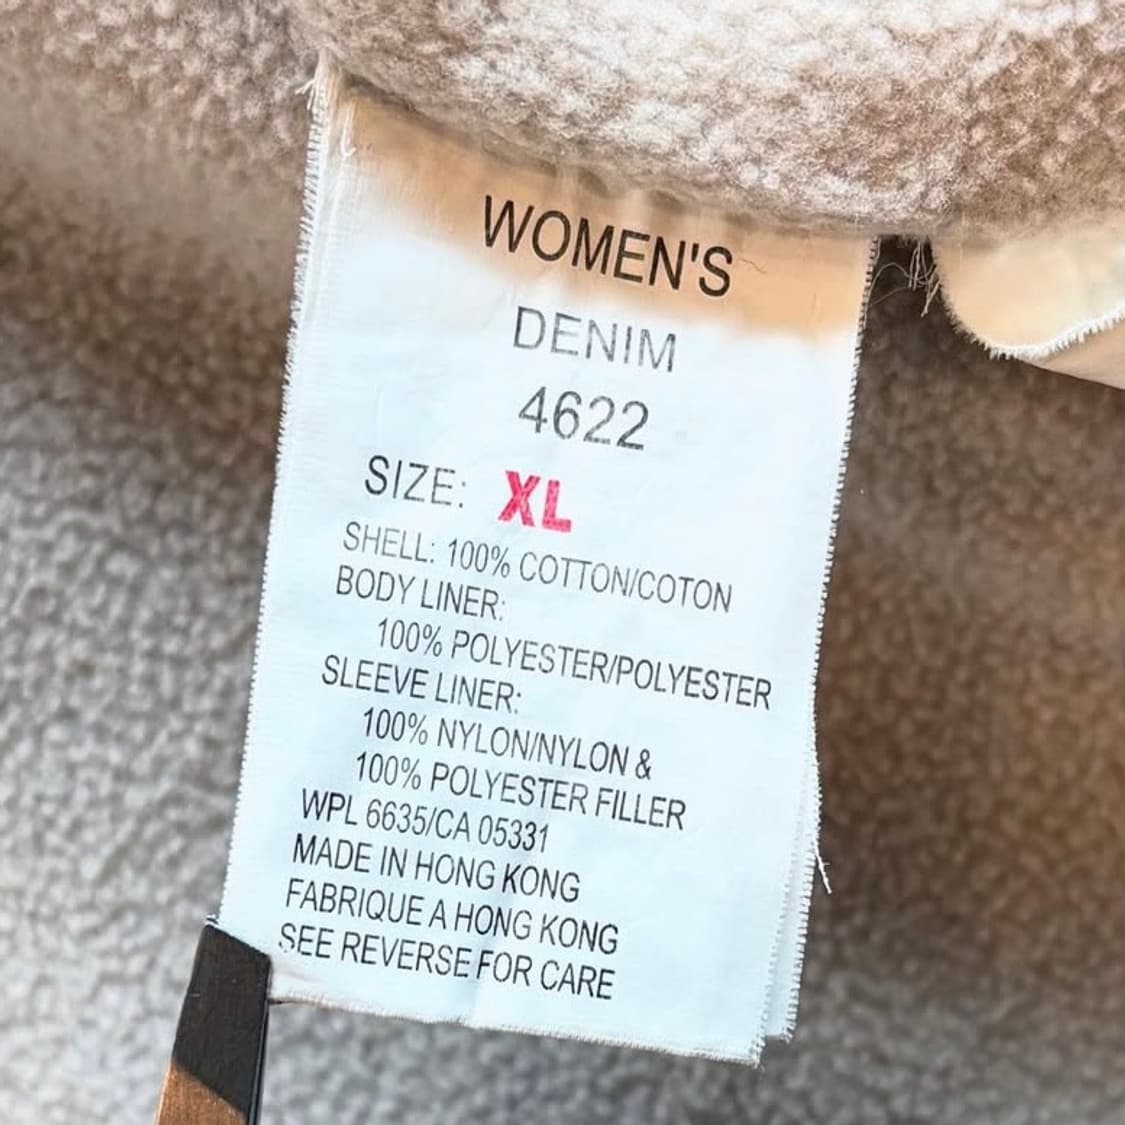 WOMEN'S
DENIM
4622
SIZE: XL
SHELL: 100% COTTON/COTON
BODY LINER:
100% POLYESTER/POLYESTER
SLEEVE LINER:
100% NYLON/NYLON &
100% POLYESTER FILLER
WPL 6635/CA 05331
MADE IN HONG KONG
FABRIQUE A HONG KONG
SEE REVERSE FOR CARE